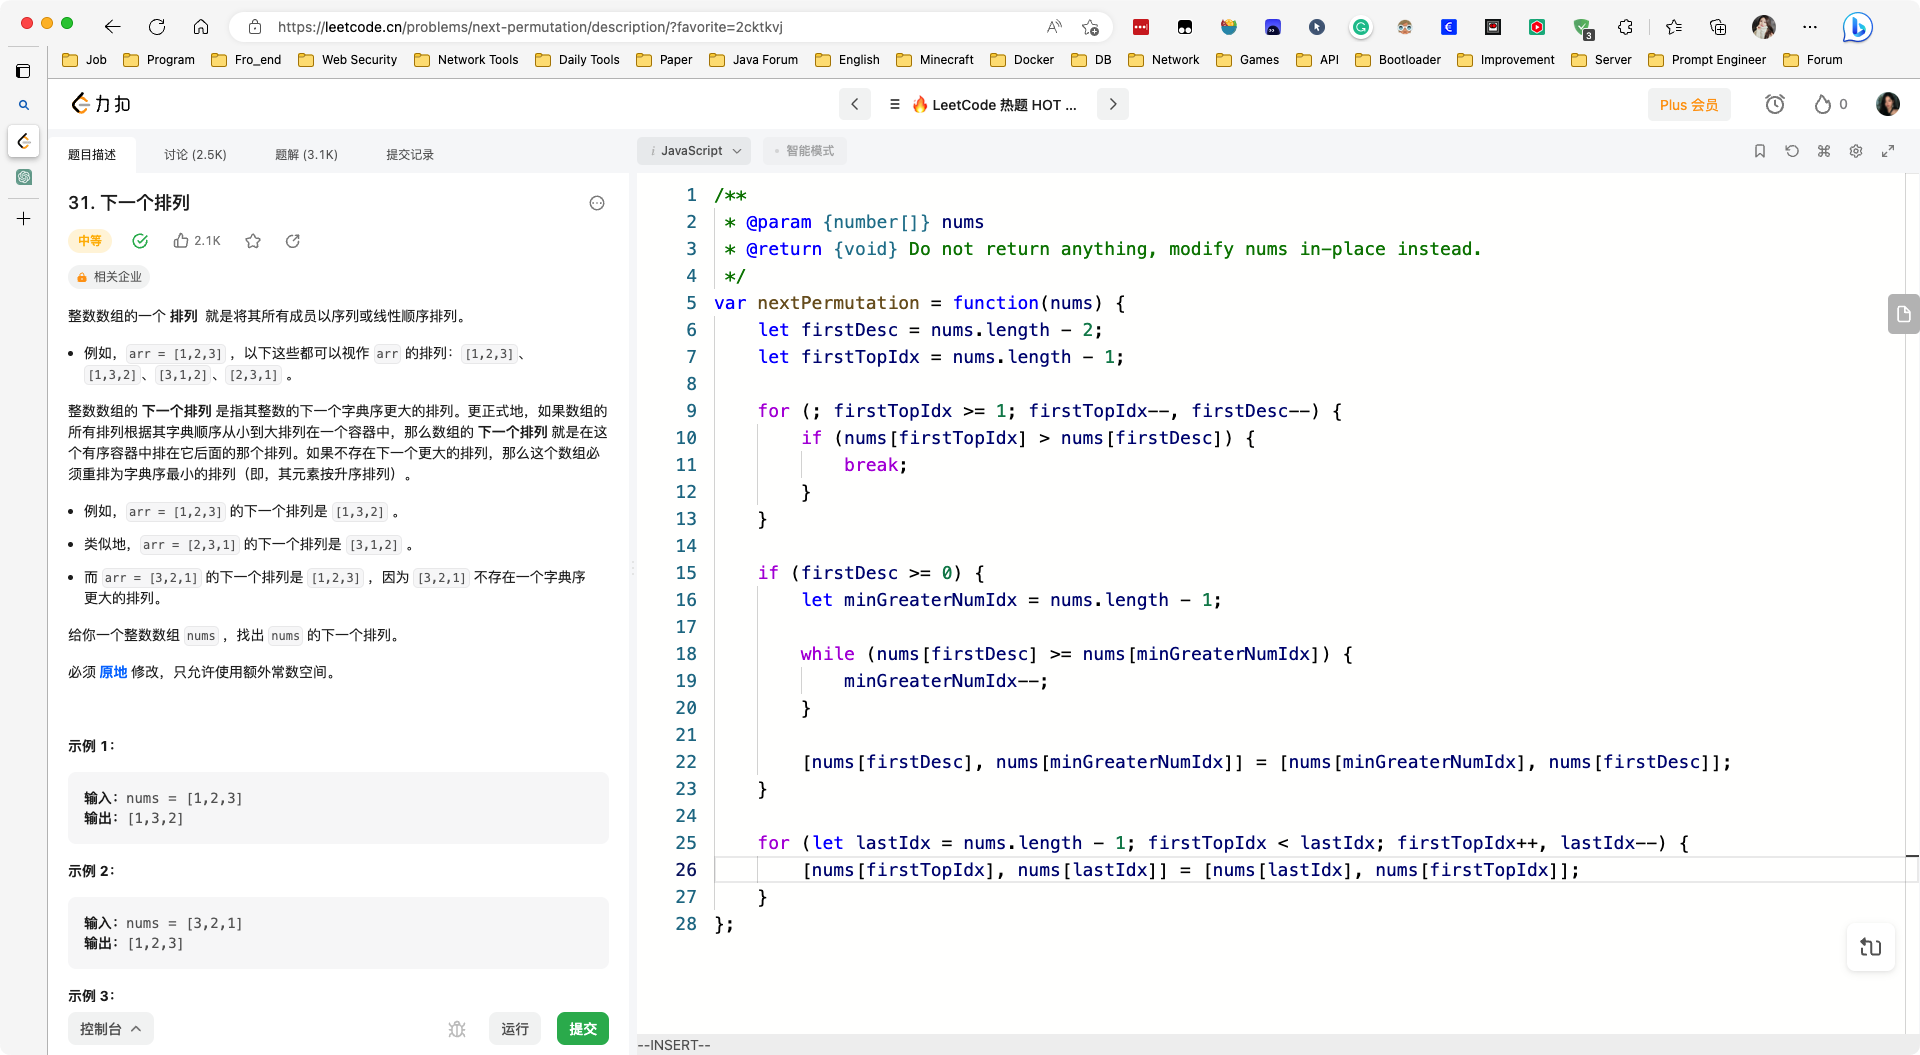 https://leetcode.cn/problems/next-permutation/description/?favorite=2cktkvj
3
Job Program Fro_end Web Security Network Tools Daily Tools Paper Java Forum English Minecraft Docker DB Network Games API Bootloader Improvement Server Prompt Engineer Forum
力扣
🔥 LeetCode 热题 HOT ...
Plus 会员
0
题目描述 讨论 (2.5K) 题解 (3.1K) 提交记录
31. 下一个排列
中等 2.1K
相关企业
整数数组的一个 排列 就是将其所有成员以序列或线性顺序排列。
• 例如，arr = [1,2,3] ，以下这些都可以视作 arr 的排列：[1,2,3]、
[1,3,2]、[3,1,2]、[2,3,1] 。
整数数组的 下一个排列 是指其整数的下一个字典序更大的排列。更正式地，如果数组的
所有排列根据其字典顺序从小到大排列在一个容器中，那么数组的 下一个排列 就是在这
个有序容器中排在它后面的那个排列。如果不存在下一个更大的排列，那么这个数组必
须重排为字典序最小的排列（即，其元素按升序排列）。
• 例如，arr = [1,2,3] 的下一个排列是 [1,3,2] 。
• 类似地，arr = [2,3,1] 的下一个排列是 [3,1,2] 。
• 而 arr = [3,2,1] 的下一个排列是 [1,2,3] ，因为 [3,2,1] 不存在一个字典序
更大的排列。
给你一个整数数组 nums ，找出 nums 的下一个排列。
必须 原地 修改，只允许使用额外常数空间。
示例 1：
输入：nums = [1,2,3]
输出：[1,3,2]
示例 2：
输入：nums = [3,2,1]
输出：[1,2,3]
示例 3：
控制台 运行 提交
i JavaScript 智能模式
1 /**
2  * @param {number[]} nums
3  * @return {void} Do not return anything, modify nums in-place instead.
4  */
5 var nextPermutation = function(nums) {
6     let firstDesc = nums.length - 2;
7     let firstTopIdx = nums.length - 1;
8
9     for (; firstTopIdx >= 1; firstTopIdx--, firstDesc--) {
10         if (nums[firstTopIdx] > nums[firstDesc]) {
11             break;
12         }
13     }
14
15     if (firstDesc >= 0) {
16         let minGreaterNumIdx = nums.length - 1;
17
18         while (nums[firstDesc] >= nums[minGreaterNumIdx]) {
19             minGreaterNumIdx--;
20         }
21
22         [nums[firstDesc], nums[minGreaterNumIdx]] = [nums[minGreaterNumIdx], nums[firstDesc]];
23     }
24
25     for (let lastIdx = nums.length - 1; firstTopIdx < lastIdx; firstTopIdx++, lastIdx--) {
26         [nums[firstTopIdx], nums[lastIdx]] = [nums[lastIdx], nums[firstTopIdx]];
27     }
28 };
--INSERT--